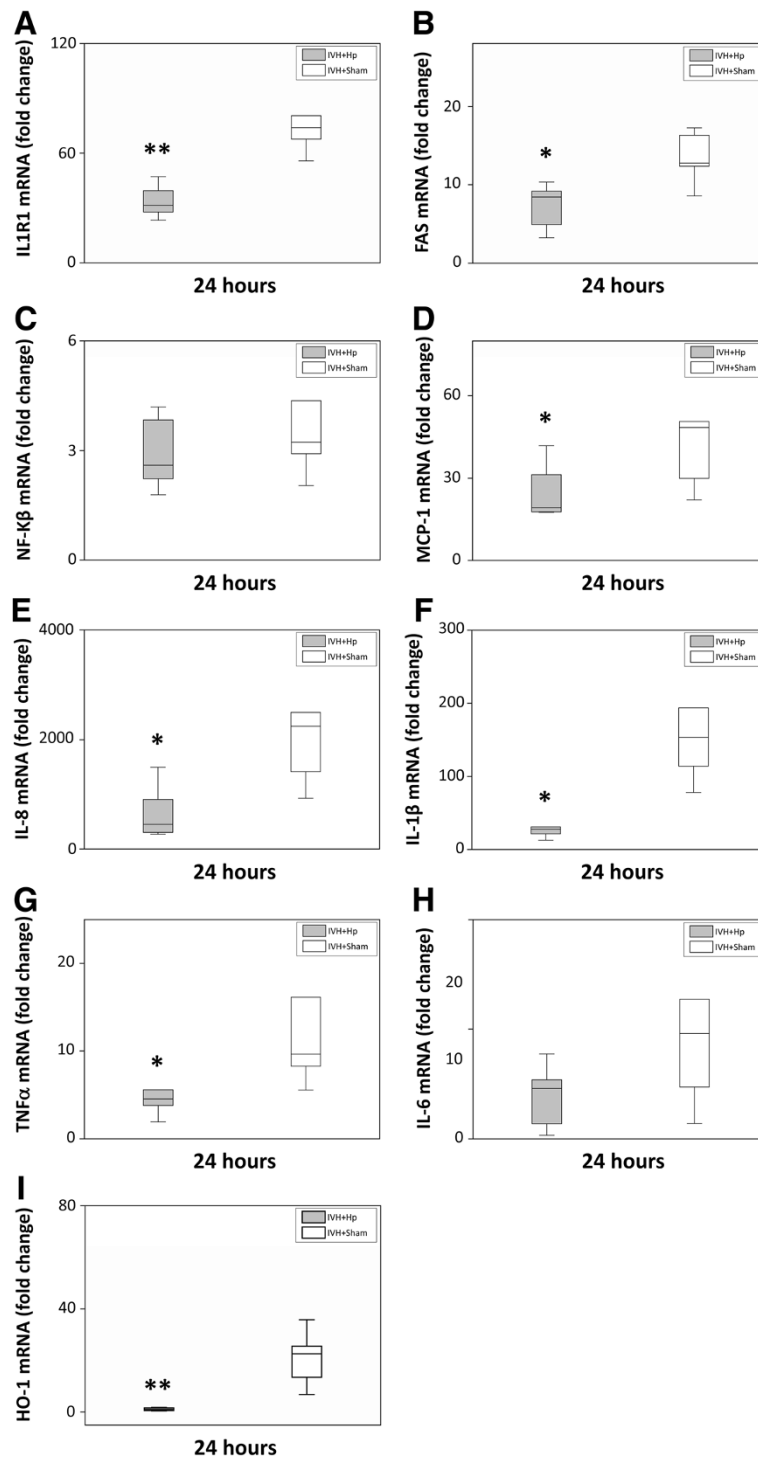 A
IL1R1 mRNA (fold change)
120
60
0
**
IVH+Hp
IVH+Sham
24 hours
B
FAS mRNA (fold change)
20
10
0
*
IVH+Hp
IVH+Sham
24 hours
C
NF-Kβ mRNA (fold change)
6
3
0
IVH+Hp
IVH+Sham
24 hours
D
MCP-1 mRNA (fold change)
60
30
0
*
IVH+Hp
IVH+Sham
24 hours
E
IL-8 mRNA (fold change)
4000
2000
0
*
IVH+Hp
IVH+Sham
24 hours
F
IL-1β mRNA (fold change)
300
200
100
0
*
IVH+Hp
IVH+Sham
24 hours
G
TNFα mRNA (fold change)
20
10
0
*
IVH+Hp
IVH+Sham
24 hours
H
IL-6 mRNA (fold change)
20
10
0
IVH+Hp
IVH+Sham
24 hours
I
HO-1 mRNA (fold change)
80
40
0
**
IVH+Hp
IVH+Sham
24 hours